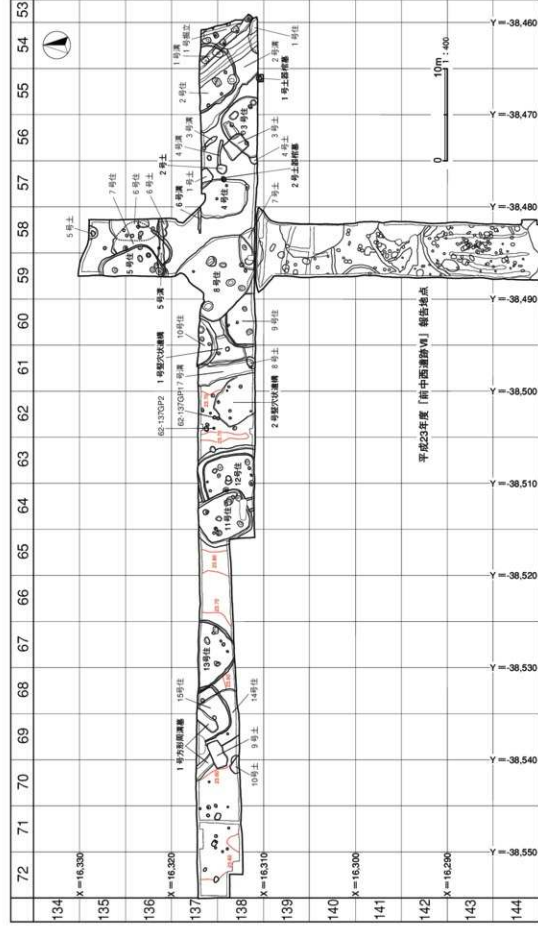 53
54
55
56
57
58
59
60
61
62
63
64
65
66
67
68
69
70
71
72
134
135
136
137
138
139
140
141
142
143
144
Y =-38,460
Y =-38,470
Y =-38,480
Y =-38,490
Y =-38,500
Y =-38,510
Y =-38,520
Y =-38,530
Y =-38,540
Y =-38,550
X =16,330
X =16,320
X =16,310
X =16,300
X =16,290
0
10m
1 : 400
平成23年度『前中西遺跡Ⅶ』報告地点
1号住
1号掘立
1号溝
2号溝
2号住
1号土器棺墓
3号溝
4号溝
3号住
3号土
4号土
2号土
1号土
2号土器棺墓
6号溝
4号住
7号土
5号土
7号住
6号住
6号土
5号住
5号溝
8号住
9号住
10号住
1号竪穴状遺構
8号土
7号溝
62-137GP1
62-137GP2
2号竪穴状遺構
12号住
11号住
13号住
15号住
14号住
1号方形周溝墓
9号土
10号土